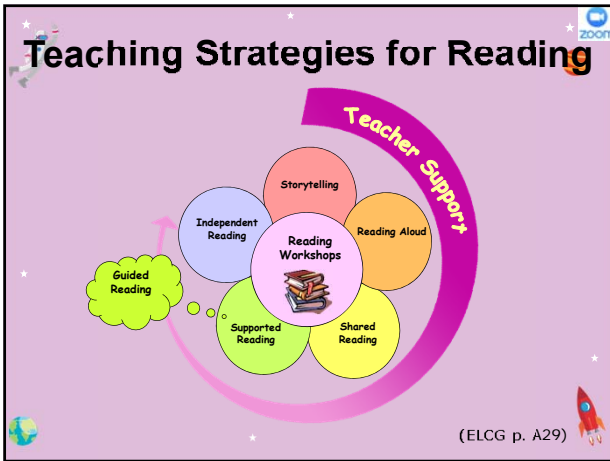 zoom
Teaching Strategies for Reading
Teacher Support
Storytelling
Independent
Reading
Reading Aloud
Reading
Workshops
Guided
Reading
Supported
Reading
Shared
Reading
(ELCG p. A29)